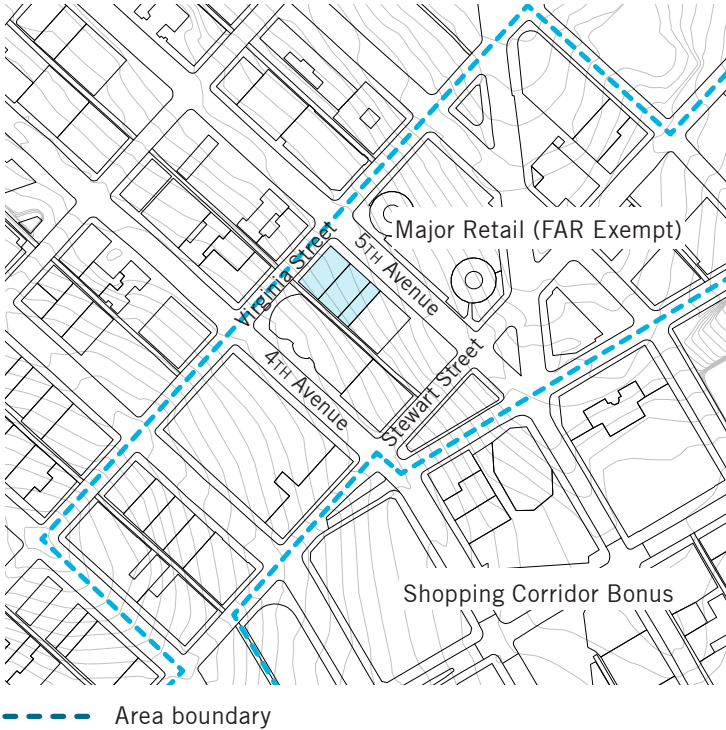 Major Retail (FAR Exempt)
5TH Avenue
Virginia Street
4TH Avenue
Stewart Street
Shopping Corridor Bonus
Area boundary